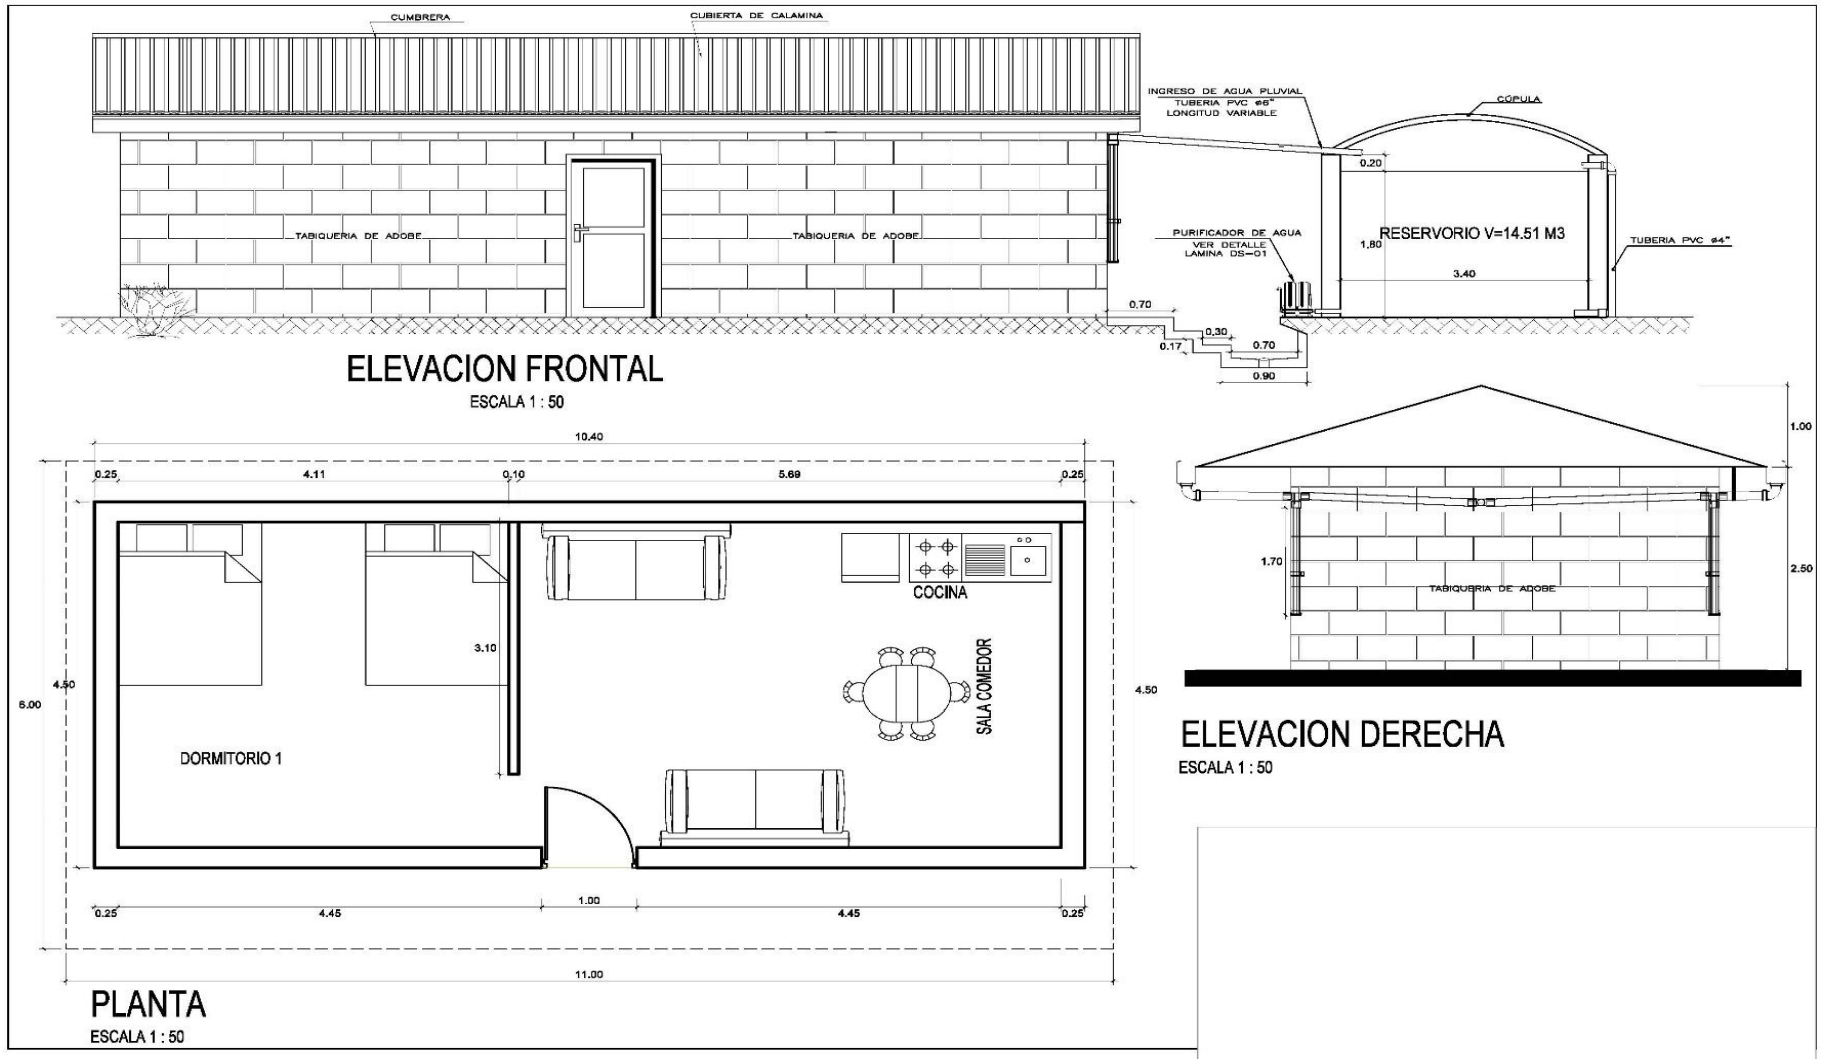 CUMBRERA
CUBIERTA DE CALAMINA
INGRESO DE AGUA PLUVIAL
TUBERIA PVC ø6"
LONGITUD VARIABLE
CÚPULA
0.20
TABIQUERIA DE ADOBE
TABIQUERIA DE ADOBE
PURIFICADOR DE AGUA
VER DETALLE
LAMINA DS-01
1.80
RESERVORIO V=14.51 M3
TUBERIA PVC ø4"
3.40
0.70
0.30
0.17
0.70
0.90
ELEVACION FRONTAL
ESCALA 1 : 50
10.40
0.25
4.11
0.10
5.69
0.25
COCINA
3.10
SALA COMEDOR
4.50
6.00
4.50
DORMITORIO 1
0.25
4.45
1.00
4.45
0.25
11.00
PLANTA
ESCALA 1 : 50
1.00
1.70
2.50
TABIQUERIA DE ADOBE
ELEVACION DERECHA
ESCALA 1 : 50